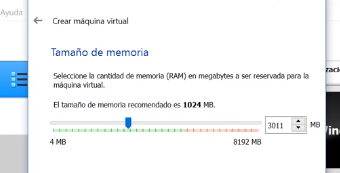 Ayuda
Crear máquina virtual
Tamaño de memoria
Seleccione la cantidad de memoria (RAM) en megabytes a ser reservada para la
máquina virtual.
El tamaño de memoria recomendado es 1024 MB.
3011 MB
4 MB 8192 MB